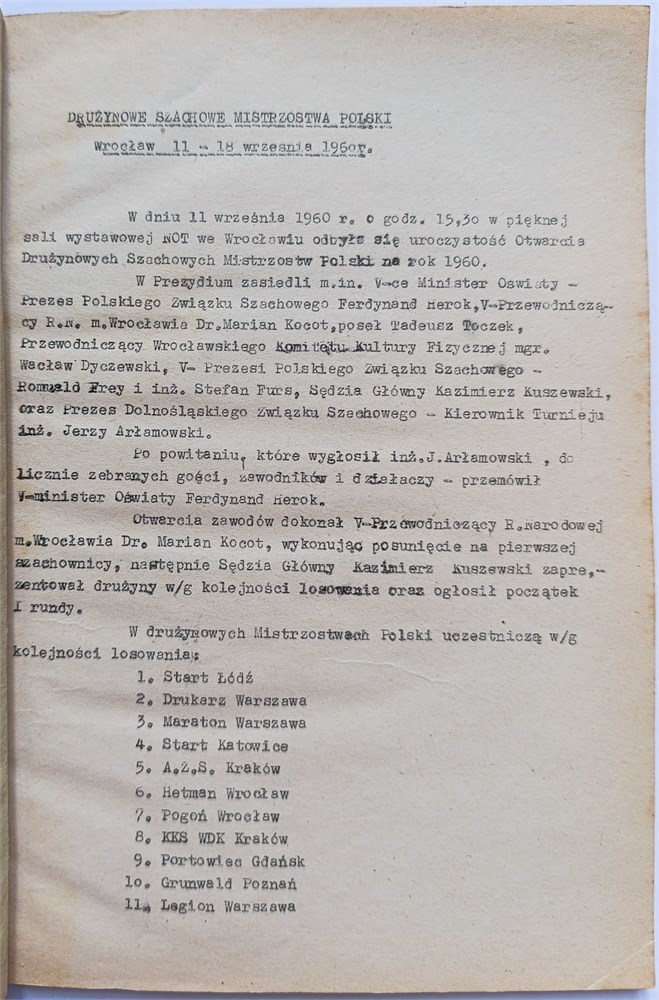 DRUŻYNOWE SZACHOWE MISTRZOSTWA POLSKI
Wrocław 11 - 18 września 1960r.
W dniu 11 września 1960 r. o godz. 15,30 w pięknej
sali wystawowej NOT we Wrocławiu odbyła się uroczystość Otwarcia
Drużynowych Szachowych Mistrzostw Polski na rok 1960.
W Prezydium zasiedli m.in. V-ce Minister Oświaty -
Prezes Polskiego Związku Szachowego Ferdynand Herok,V-Przewodniczą-
cy R.N. m.Wrocławia Dr.Marian Kocot,poseł Tadeusz Toczek,
Przewodniczący Wrocławskiego Komitetu Kultury Fizycznej mgr.
Wacław Dyczewski, V- Prezesi Polskiego Związku Szachowego -
Romuald Frey i inż. Stefan Furs, Sędzia Główny Kazimierz Kuszewski,
oraz Prezes Dolnośląskiego Związku Szachowego - Kierownik Turnieju
inż. Jerzy Arłamowski.
Po powitaniu, które wygłosił inż.J.Arłamowski , do
licznie zebranych gości, zawodników i działaczy - przemówił
V-minister Oświaty Ferdynand Herok.
Otwarcia zawodów dokonał V-Przewodniczący R.Narodowej
m.Wrocławia Dr. Marian Kocot, wykonując posunięcie na pierwszej
szachownicy, następnie Sędzia Główny Kazimierz Kuszewski zapre,-
zentował drużyny w/g kolejności losowania oraz ogłosił początek
I rundy.
W drużynowych Mistrzostwach Polski uczestniczą w/g
kolejności losowania:
1. Start Łódź
2. Drukarz Warszawa
3. Maraton Warszawa
4. Start Katowice
5. A.Z.S. Kraków
6. Hetman Wrocław
7. Pogoń Wrocław
8. KKS WDK Kraków
9. Portowiec Gdańsk
10. Grunwald Poznań
11. Legion Warszawa